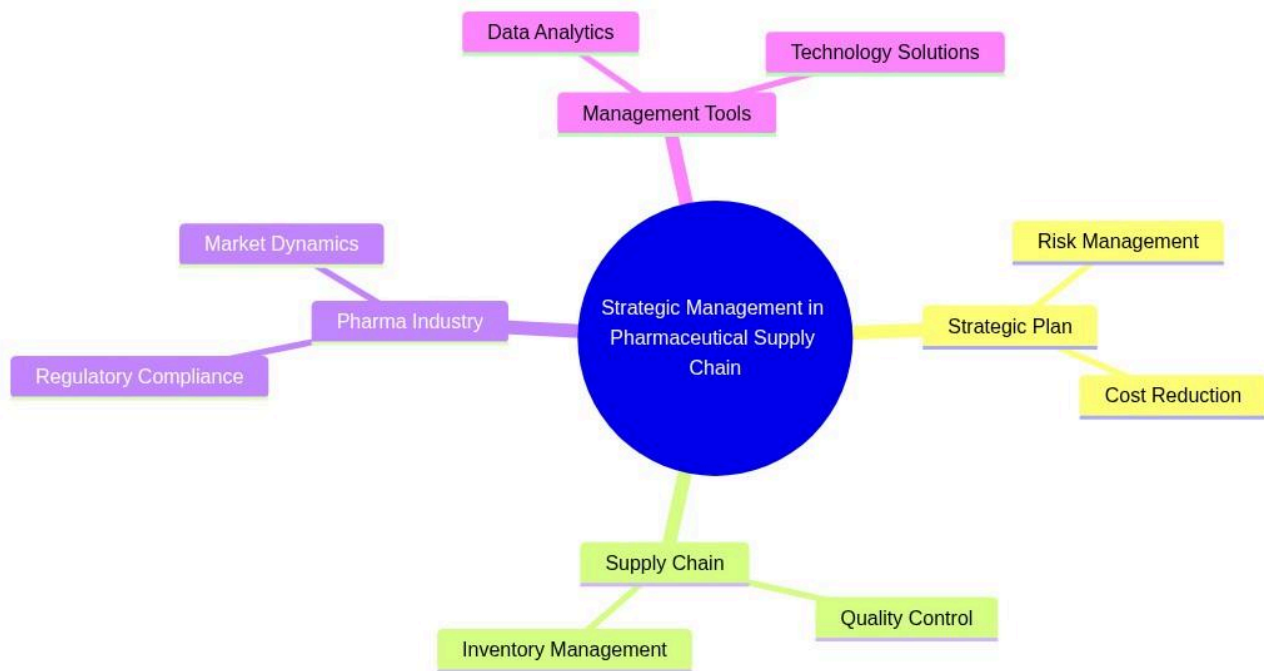 Data Analytics
Technology Solutions
Management Tools
Market Dynamics
Risk Management
Strategic Management in
Pharmaceutical Supply
Chain
Pharma Industry
Strategic Plan
Regulatory Compliance
Cost Reduction
Supply Chain
Quality Control
Inventory Management